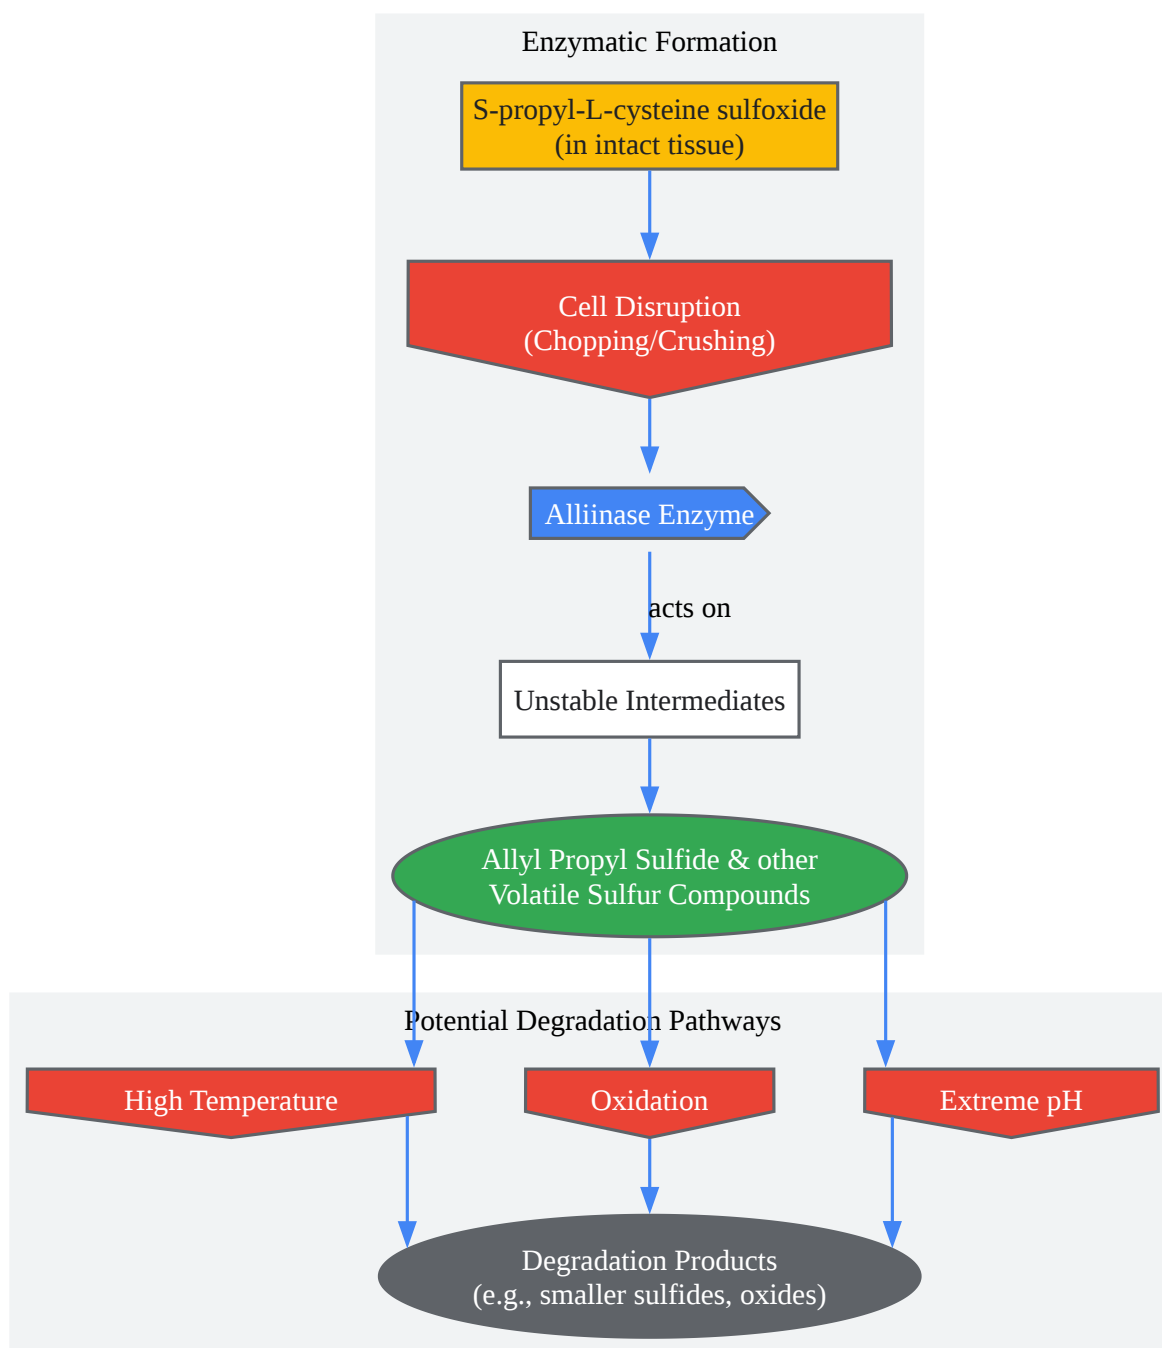 Enzymatic Formation
S-propyl-L-cysteine sulfoxide
(in intact tissue)
Cell Disruption
(Chopping/Crushing)
Alliinase Enzyme
acts on
Unstable Intermediates
Allyl Propyl Sulfide & other
Volatile Sulfur Compounds
Potential Degradation Pathways
High Temperature
Oxidation
Extreme pH
Degradation Products
(e.g., smaller sulfides, oxides)